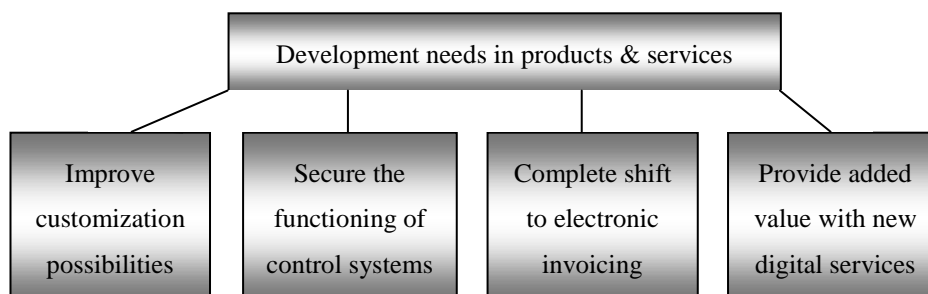 Development needs in products & services
Improve
customization
possibilities
Secure the
functioning of
control systems
Complete shift
to electronic
invoicing
Provide added
value with new
digital services